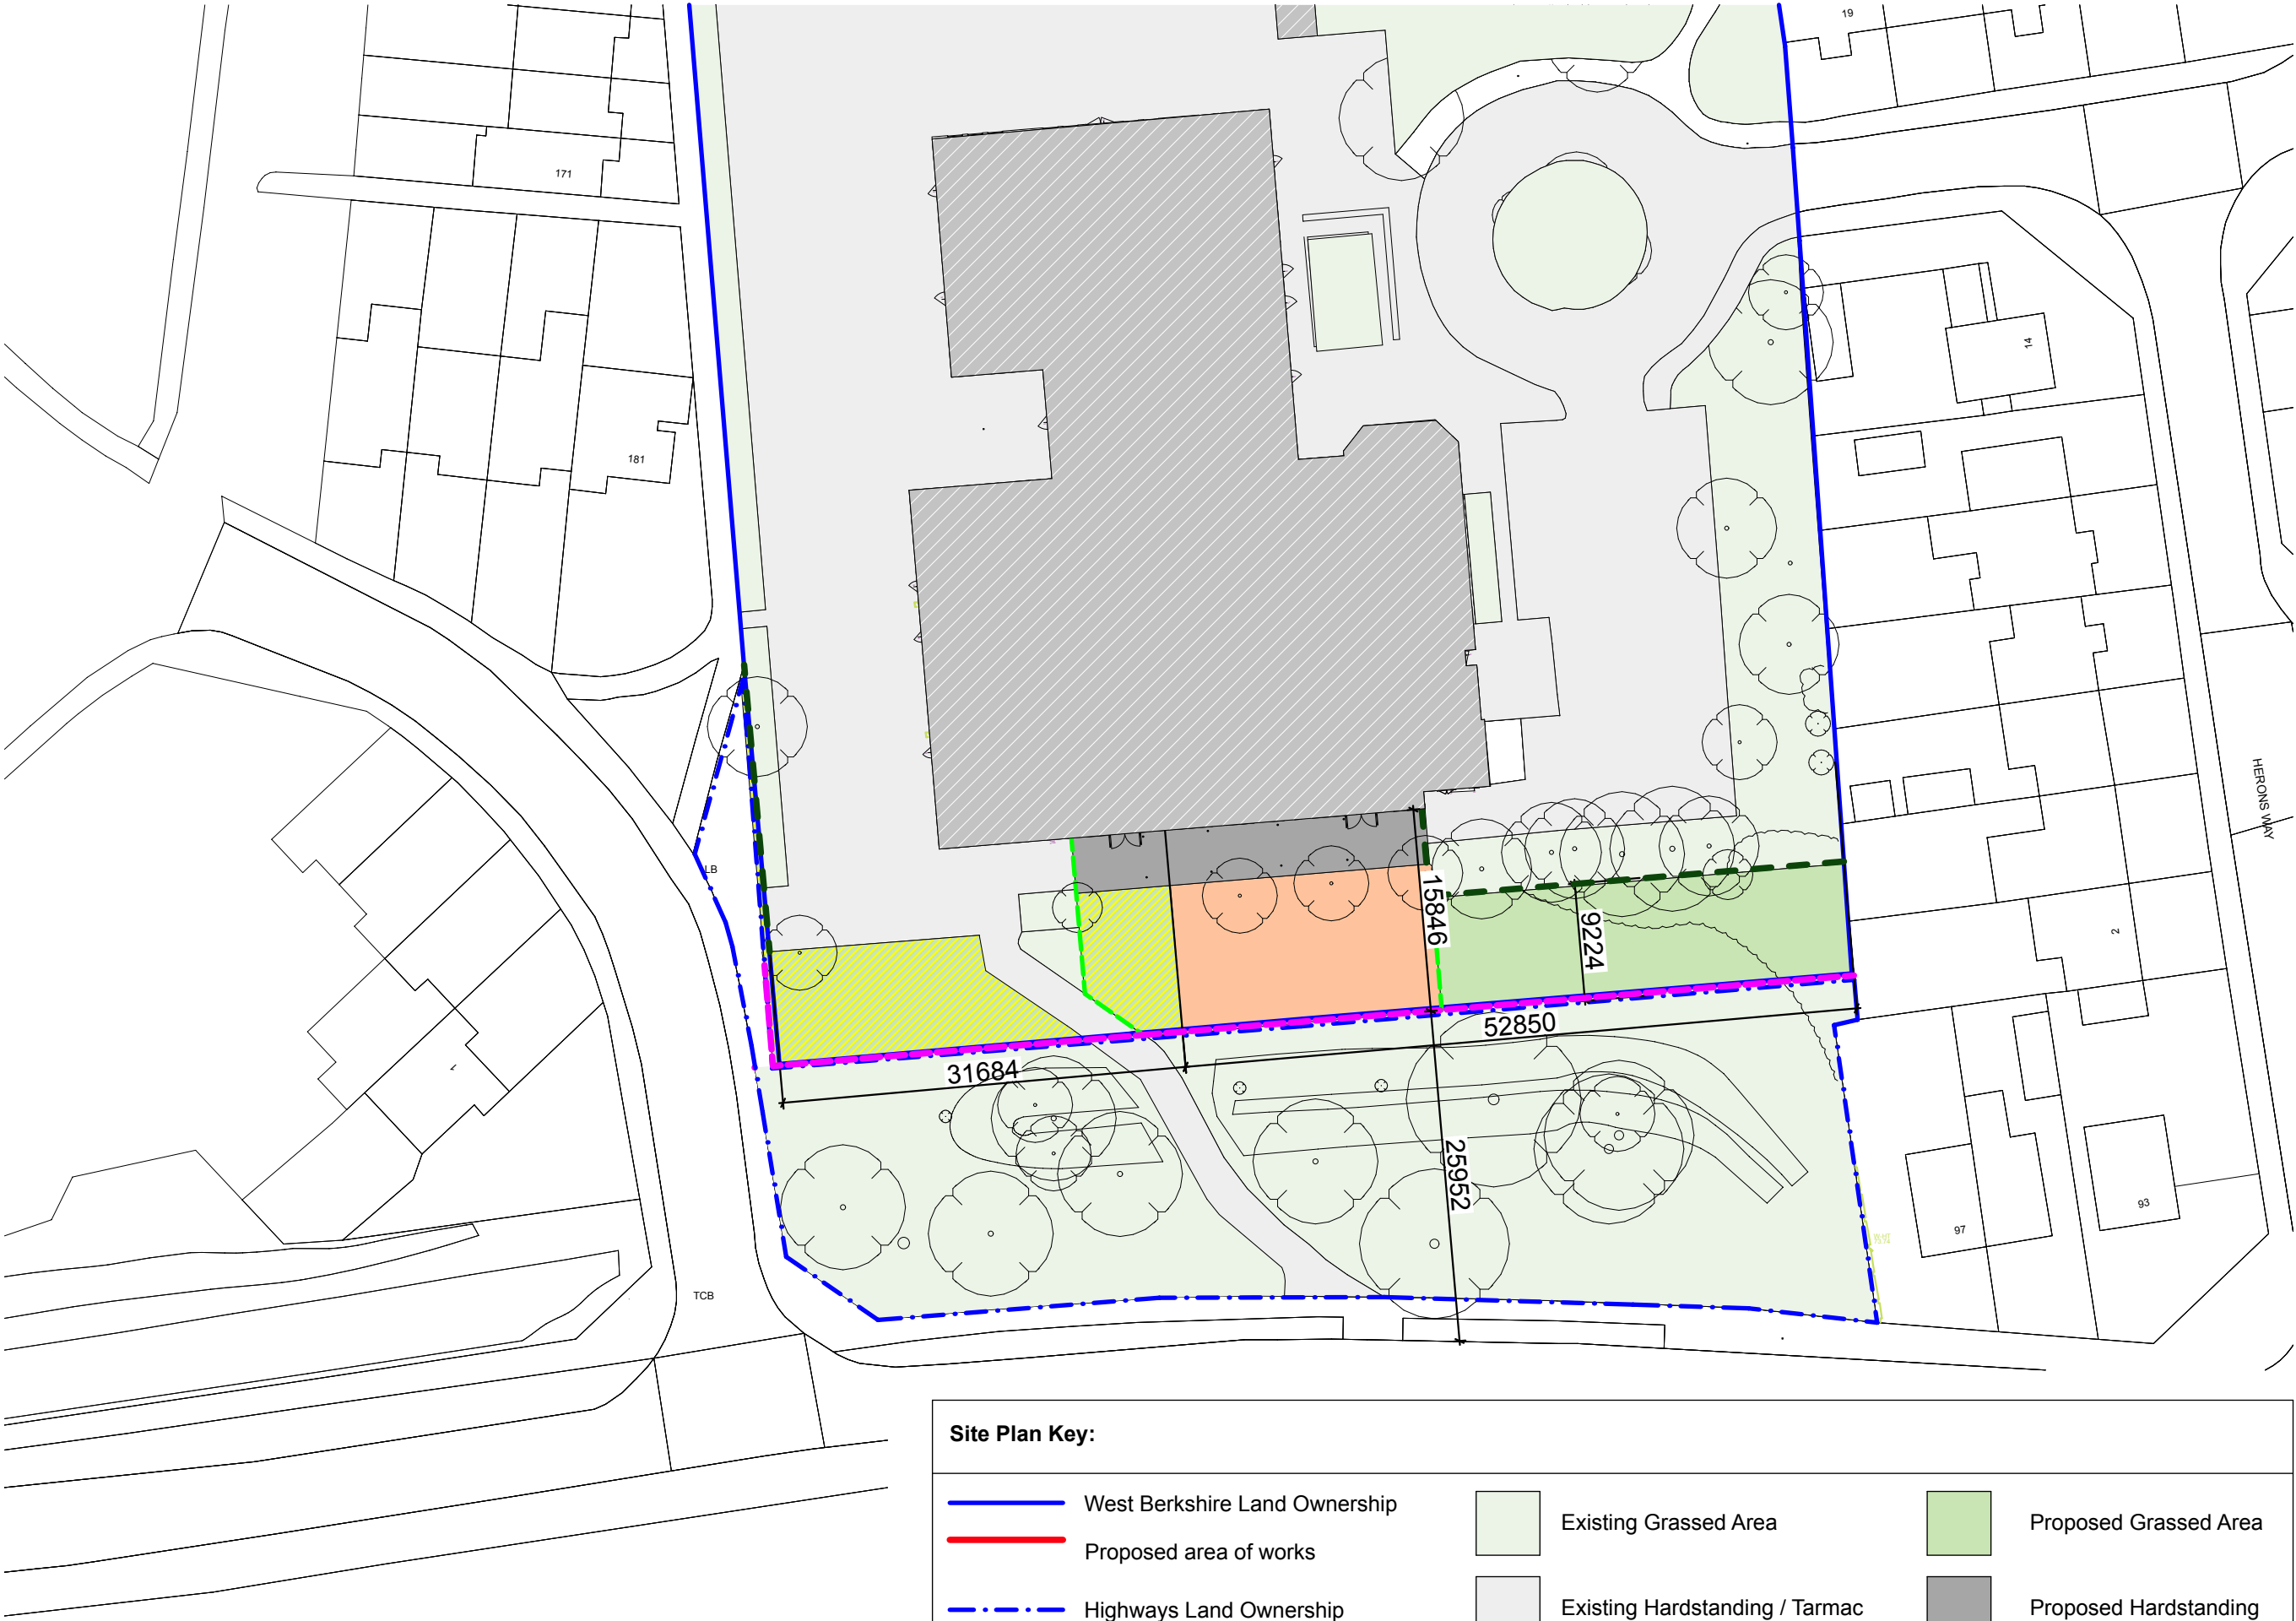 19
171
14
181
HERONS WAY
LB
15846
9224
2
52850
31684
25952
1
93
97
TCB
Site Plan Key:
West Berkshire Land Ownership
Existing Grassed Area
Proposed Grassed Area
Proposed area of works
Existing Hardstanding / Tarmac
Proposed Hardstanding
Highways Land Ownership